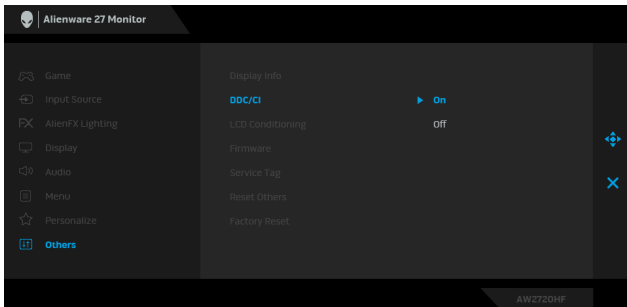 Alienware 27 Monitor
Game
Input Source
AlienFX Lighting
Display
Audio
Menu
Personalize
Others
Display Info
DDC/CI
On
LCD Conditioning
Off
Firmware
Service Tag
Reset Others
Factory Reset
AW2720HF